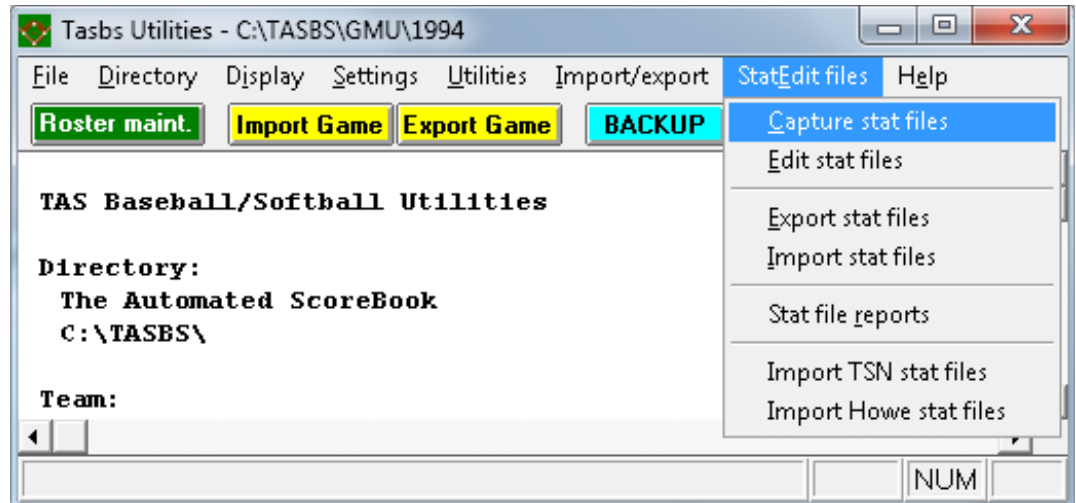 Tasbs Utilities - C:\TASBS\GMU\1994
File Directory Display Settings Utilities Import/export StatEdit files Help
Roster maint. Import Game Export Game BACKUP
Capture stat files
Edit stat files
Export stat files
Import stat files
Stat file reports
Import TSN stat files
Import Howe stat files
TAS Baseball/Softball Utilities
Directory:
The Automated ScoreBook
C:\TASBS\
Team:
NUM